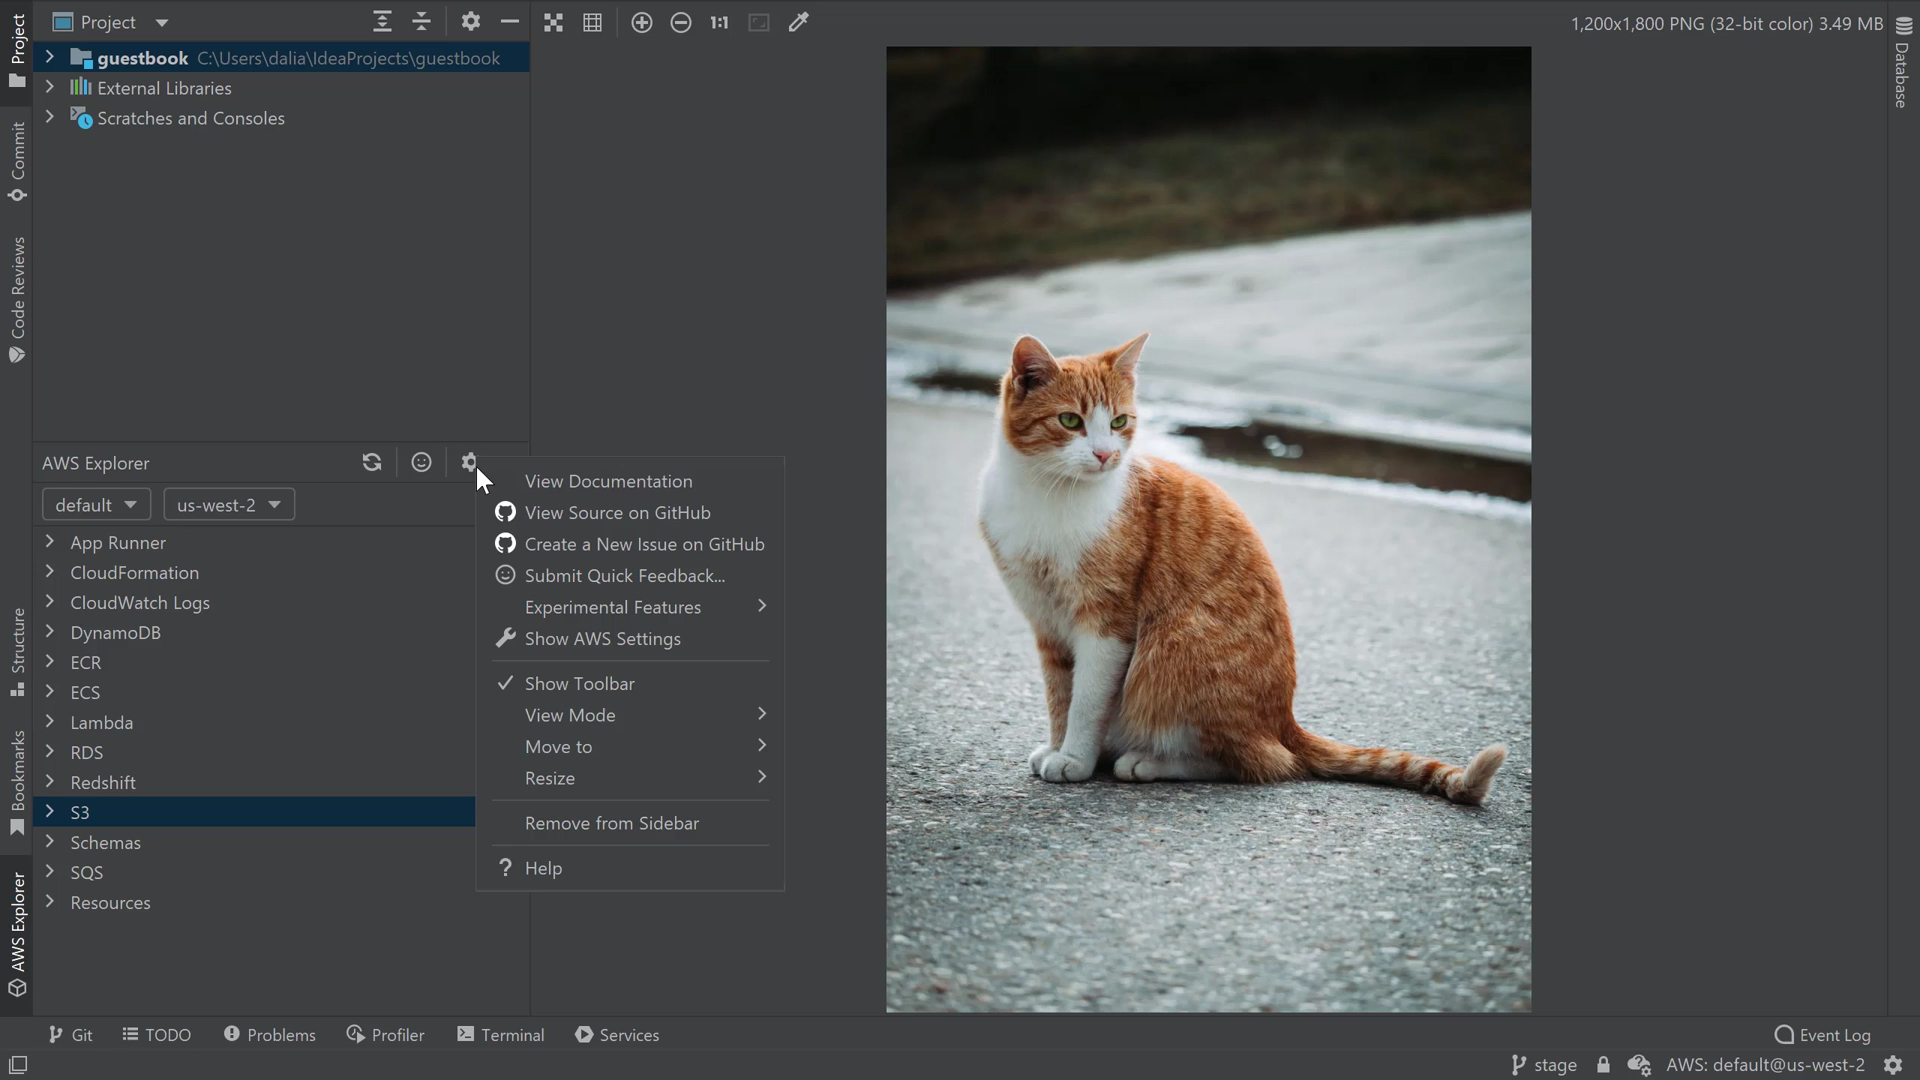 Project
1,200x1,800 PNG (32-bit color) 3.49 MB
guestbook C:\Users\dalia\IdeaProjects\guestbook
External Libraries
Scratches and Consoles
Project
Commit
Code Reviews
Structure
Bookmarks
AWS Explorer
Database
AWS Explorer
default
us-west-2
App Runner
CloudFormation
CloudWatch Logs
DynamoDB
ECR
ECS
Lambda
RDS
Redshift
S3
Schemas
SQS
Resources
View Documentation
View Source on GitHub
Create a New Issue on GitHub
Submit Quick Feedback...
Experimental Features
Show AWS Settings
Show Toolbar
View Mode
Move to
Resize
Remove from Sidebar
? Help
1:1
Git
TODO
Problems
Profiler
Terminal
Services
Event Log
stage
AWS: default@us-west-2